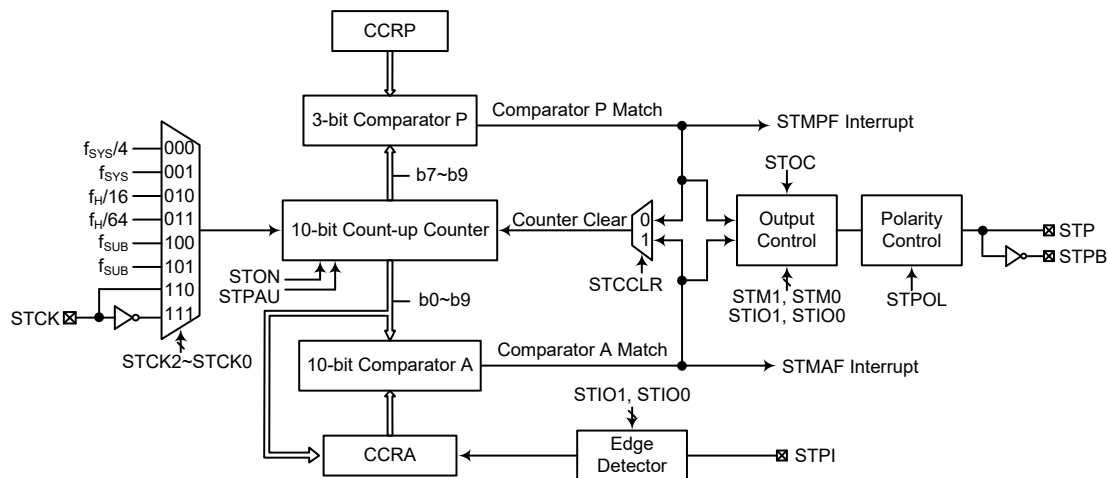 CCRP
3-bit Comparator P
Comparator P Match
STMPF Interrupt
b7~b9
fSYS/4
fSYS
fH/16
fH/64
fSUB
fSUB
000
001
010
011
100
101
110
111
STCK
STCK2~STCK0
10-bit Count-up Counter
STON
STPAU
Counter Clear
0
1
STCCLR
STOC
Output
Control
STM1, STM0
STIO1, STIO0
Polarity
Control
STPOL
STP
STPB
b0~b9
10-bit Comparator A
Comparator A Match
STMAF Interrupt
CCRA
STIO1, STIO0
Edge
Detector
STPI